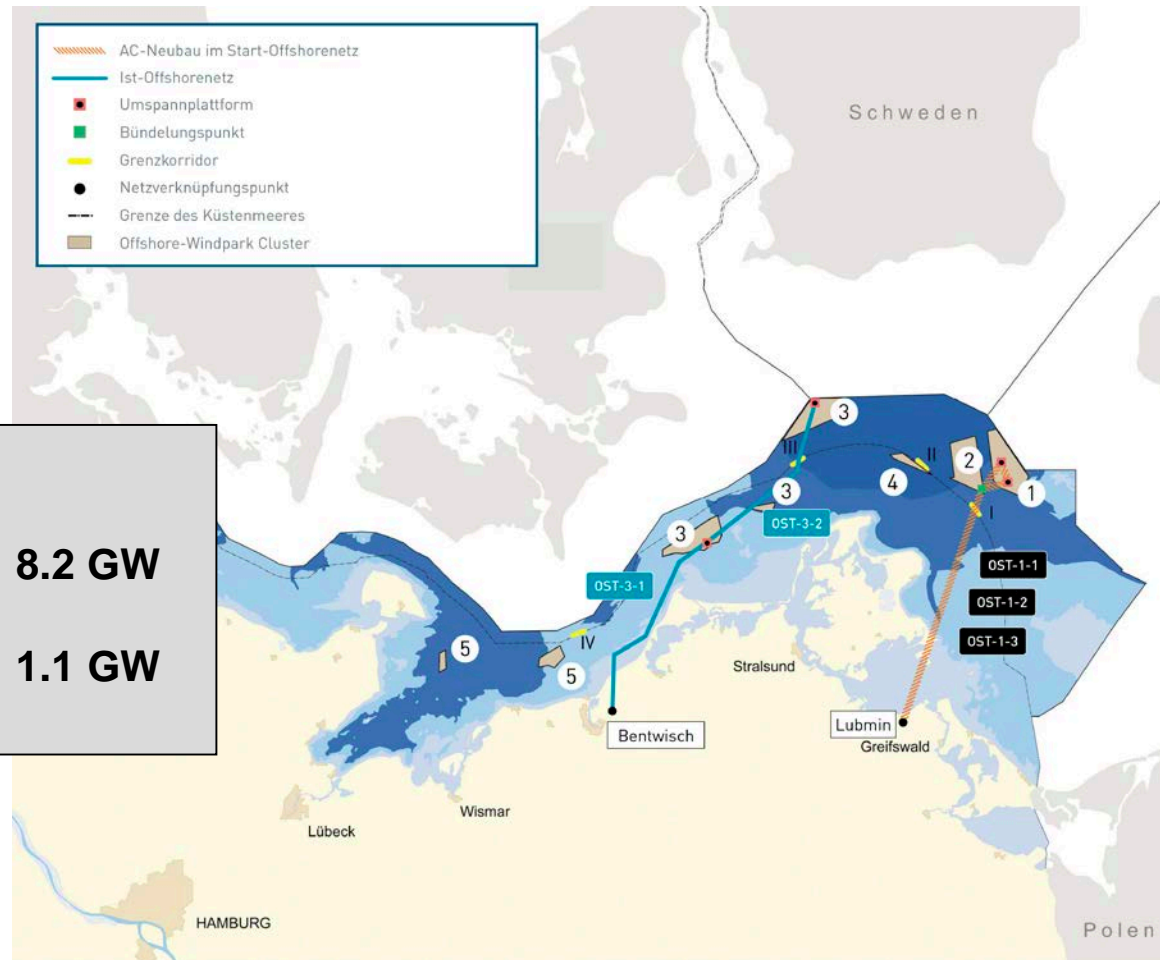 AC-Neubau im Start-Offshorenetz
Ist-Offshorenetz
Umspannplattform
Bündelungspunkt
Grenzkorridor
Netzverknüpfungspunkt
Grenze des Küstenmeeres
Offshore-Windpark Cluster
Schweden
3
III
II
2
4
1
3
I
3
OST-3-2
OST-1-1
8.2 GW
OST-3-1
OST-1-2
IV
OST-1-3
5
5
Stralsund
1.1 GW
Bentwisch
Lubmin
Greifswald
Wismar
Lübeck
HAMBURG
Polen